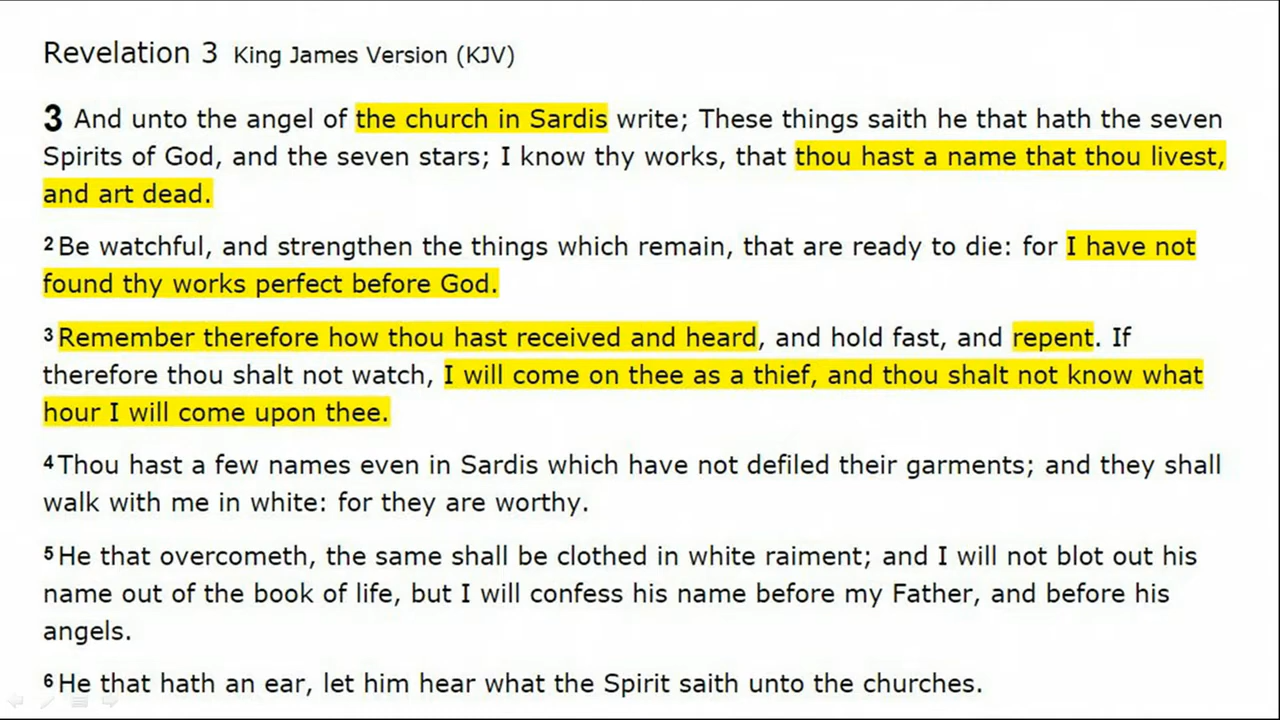 Revelation 3 King James Version (KJV)
3 And unto the angel of the church in Sardis write; These things saith he that hath the seven
Spirits of God, and the seven stars; I know thy works, that thou hast a name that thou livest,
and art dead.
2 Be watchful, and strengthen the things which remain, that are ready to die: for I have not
found thy works perfect before God.
3 Remember therefore how thou hast received and heard, and hold fast, and repent. If
therefore thou shalt not watch, I will come on thee as a thief, and thou shalt not know what
hour I will come upon thee.
4 Thou hast a few names even in Sardis which have not defiled their garments; and they shall
walk with me in white: for they are worthy.
5 He that overcometh, the same shall be clothed in white raiment; and I will not blot out his
name out of the book of life, but I will confess his name before my Father, and before his
angels.
6 He that hath an ear, let him hear what the Spirit saith unto the churches.